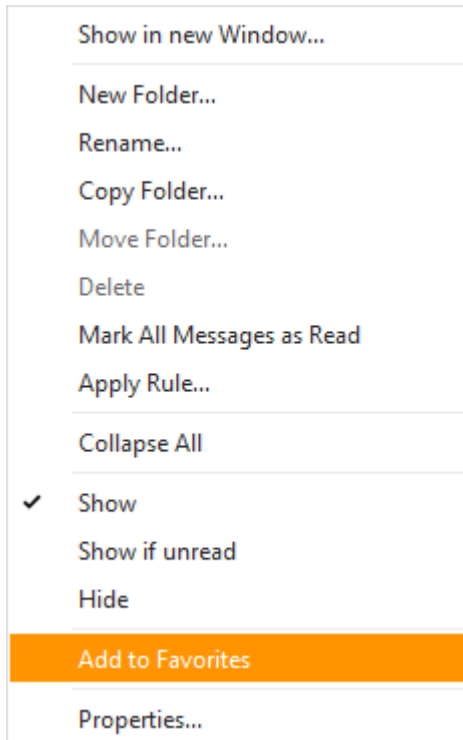 Show in new Window...
New Folder...
Rename...
Copy Folder...
Move Folder...
Delete
Mark All Messages as Read
Apply Rule...
Collapse All
Show
Show if unread
Hide
Add to Favorites
Properties...